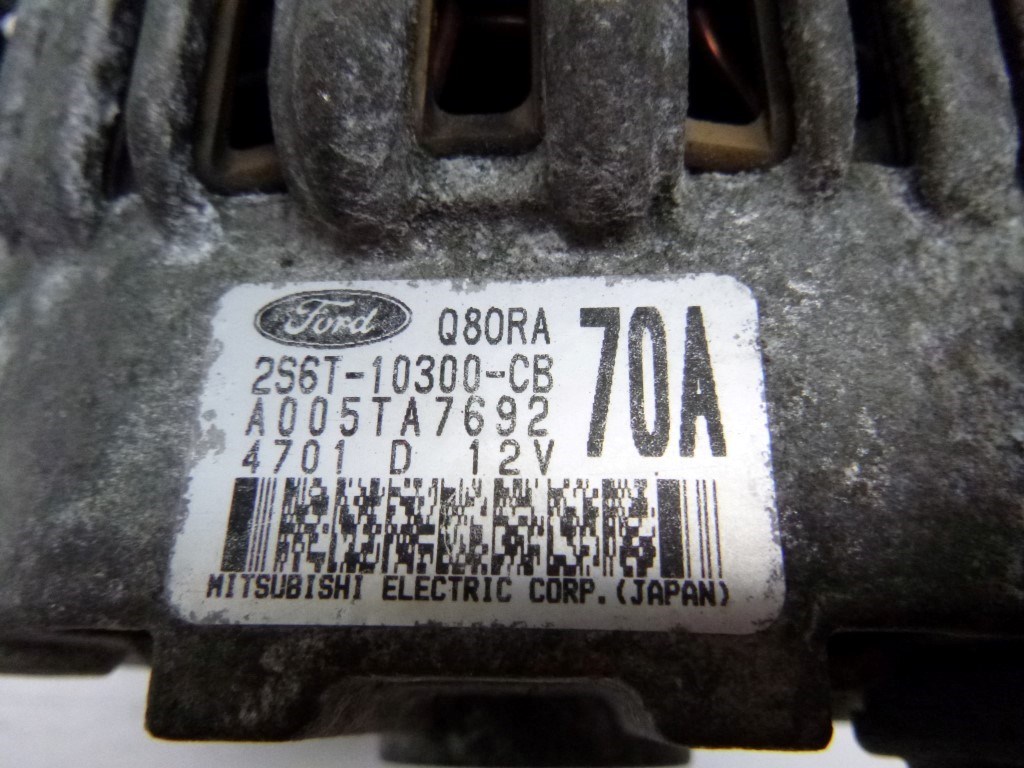 Ford Q80RA 70A
2S6T-10300-CB
A005TA7692
4701 D 12V
MITSUBISHI ELECTRIC CORP.(JAPAN)